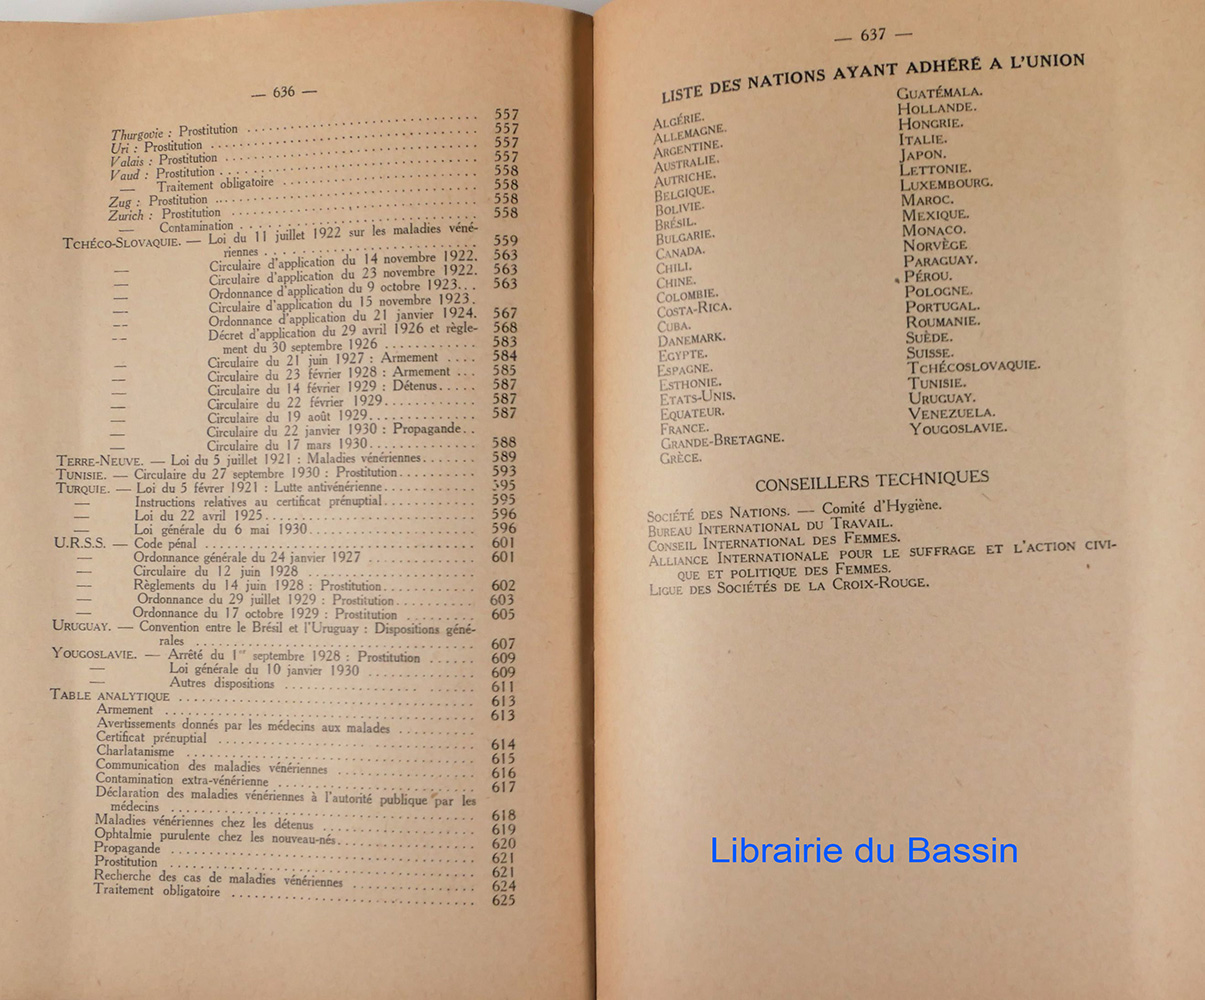 — 636 —
Thurgovie : Prostitution .......... 557
Uri : Prostitution .......... 557
Valais : Prostitution .......... 557
Vaud : Prostitution .......... 557
— Traitement obligatoire .......... 558
Zug : Prostitution .......... 558
Zurich : Prostitution .......... 558
— Contamination .......... 558
TCHÉCO-SLOVAQUIE. — Loi du 11 juillet 1922 sur les maladies véné-
riennes .......... 559
— Circulaire d'application du 14 novembre 1922. 563
— Circulaire d'application du 23 novembre 1922. 563
— Ordonnance d'application du 9 octobre 1923... 563
— Circulaire d'application du 15 novembre 1923.
— Ordonnance d'application du 21 janvier 1924. 567
— Décret d'application du 29 avril 1926 et règle- 568
ment du 30 septembre 1926 .......... 583
— Circulaire du 21 juin 1927 : Armement .... 584
— Circulaire du 23 février 1928 : Armement ... 585
— Circulaire du 14 février 1929 : Détenus..... 587
— Circulaire du 22 février 1929.......... 587
— Circulaire du 19 août 1929.......... 587
— Circulaire du 22 janvier 1930 : Propagande..
— Circulaire du 17 mars 1930.......... 588
TERRE-NEUVE. — Loi du 5 juillet 1921 : Maladies vénériennes....... 589
TUNISIE. — Circulaire du 27 septembre 1930 : Prostitution.......... 593
TURQUIE. — Loi du 5 févrer 1921 : Lutte antivénérienne.......... 595
— Instructions relatives au certificat prénuptial.......... 595
— Loi du 22 avril 1925.......... 596
— Loi générale du 6 mai 1930.......... 596
U.R.S.S. — Code pénal .......... 601
— Ordonnance générale du 24 janvier 1927 .......... 601
— Circulaire du 12 juin 1928 ..........
— Règlements du 14 juin 1928 : Prostitution.......... 602
— Ordonnance du 29 juillet 1929 : Prostitution.......... 603
— Ordonnance du 17 octobre 1929 : Prostitution .......... 605
URUGUAY. — Convention entre le Brésil et l'Uruguay : Dispositions géné-
rales .......... 607
YOUGOSLAVIE. — Arrêté du 1er septembre 1928 : Prostitution ...... 609
— Loi générale du 10 janvier 1930 .......... 609
— Autres dispositions .......... 611
TABLE ANALYTIQUE .......... 613
Armement .......... 613
Avertissements donnés par les médecins aux malades ..........
Certificat prénuptial .......... 614
Charlatanisme .......... 615
Communication des maladies vénériennes .......... 616
Contamination extra-vénérienne .......... 617
Déclaration des maladies vénériennes à l'autorité publique par les
médecins .......... 618
Maladies vénériennes chez les détenus .......... 619
Ophtalmie purulente chez les nouveau-nés.......... 620
Propagande .......... 621
Prostitution .......... 621
Recherche des cas de maladies vénériennes .......... 624
Traitement obligatoire .......... 625
— 637 —
LISTE DES NATIONS AYANT ADHÉRÉ A L'UNION
ALGÉRIE.
ALLEMAGNE.
ARGENTINE.
AUSTRALIE.
AUTRICHE.
BELGIQUE.
BOLIVIE.
BRÉSIL.
BULGARIE.
CANADA.
CHILI.
CHINE.
COLOMBIE.
COSTA-RICA.
CUBA.
DANEMARK.
EGYPTE.
ESPAGNE.
ESTHONIE.
ETATS-UNIS.
EQUATEUR.
FRANCE.
GRANDE-BRETAGNE.
GRÈCE.
GUATÉMALA.
HOLLANDE.
HONGRIE.
ITALIE.
JAPON.
LETTONIE.
LUXEMBOURG.
MAROC.
MEXIQUE.
MONACO.
NORVÈGE
PARAGUAY.
PÉROU.
POLOGNE.
PORTUGAL.
ROUMANIE.
SUÈDE.
SUISSE.
TCHÉCOSLOVAQUIE.
TUNISIE.
URUGUAY.
VENEZUELA.
YOUGOSLAVIE.
CONSEILLERS TECHNIQUES
SOCIÉTÉ DES NATIONS. — Comité d'Hygiène.
BUREAU INTERNATIONAL DU TRAVAIL.
CONSEIL INTERNATIONAL DES FEMMES.
ALLIANCE INTERNATIONALE POUR LE SUFFRAGE ET L'ACTION CIVI-
QUE ET POLITIQUE DES FEMMES.
LIGUE DES SOCIÉTÉS DE LA CROIX-ROUGE.
Librairie du Bassin